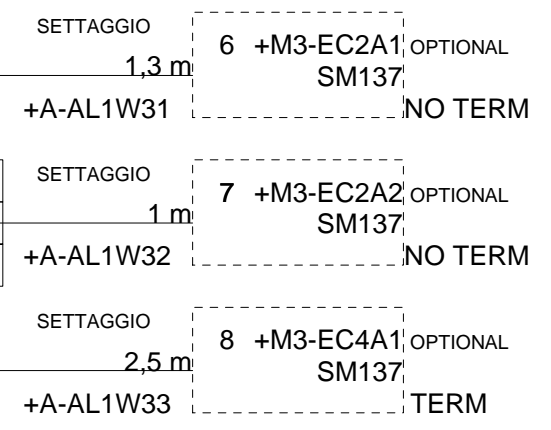 SETTAGGIO
6 +M3-EC2A1 OPTIONAL
1,3 m SM137
+A-AL1W31 NO TERM
SETTAGGIO
7 +M3-EC2A2 OPTIONAL
1 m SM137
+A-AL1W32 NO TERM
SETTAGGIO
8 +M3-EC4A1 OPTIONAL
2,5 m SM137
+A-AL1W33 TERM